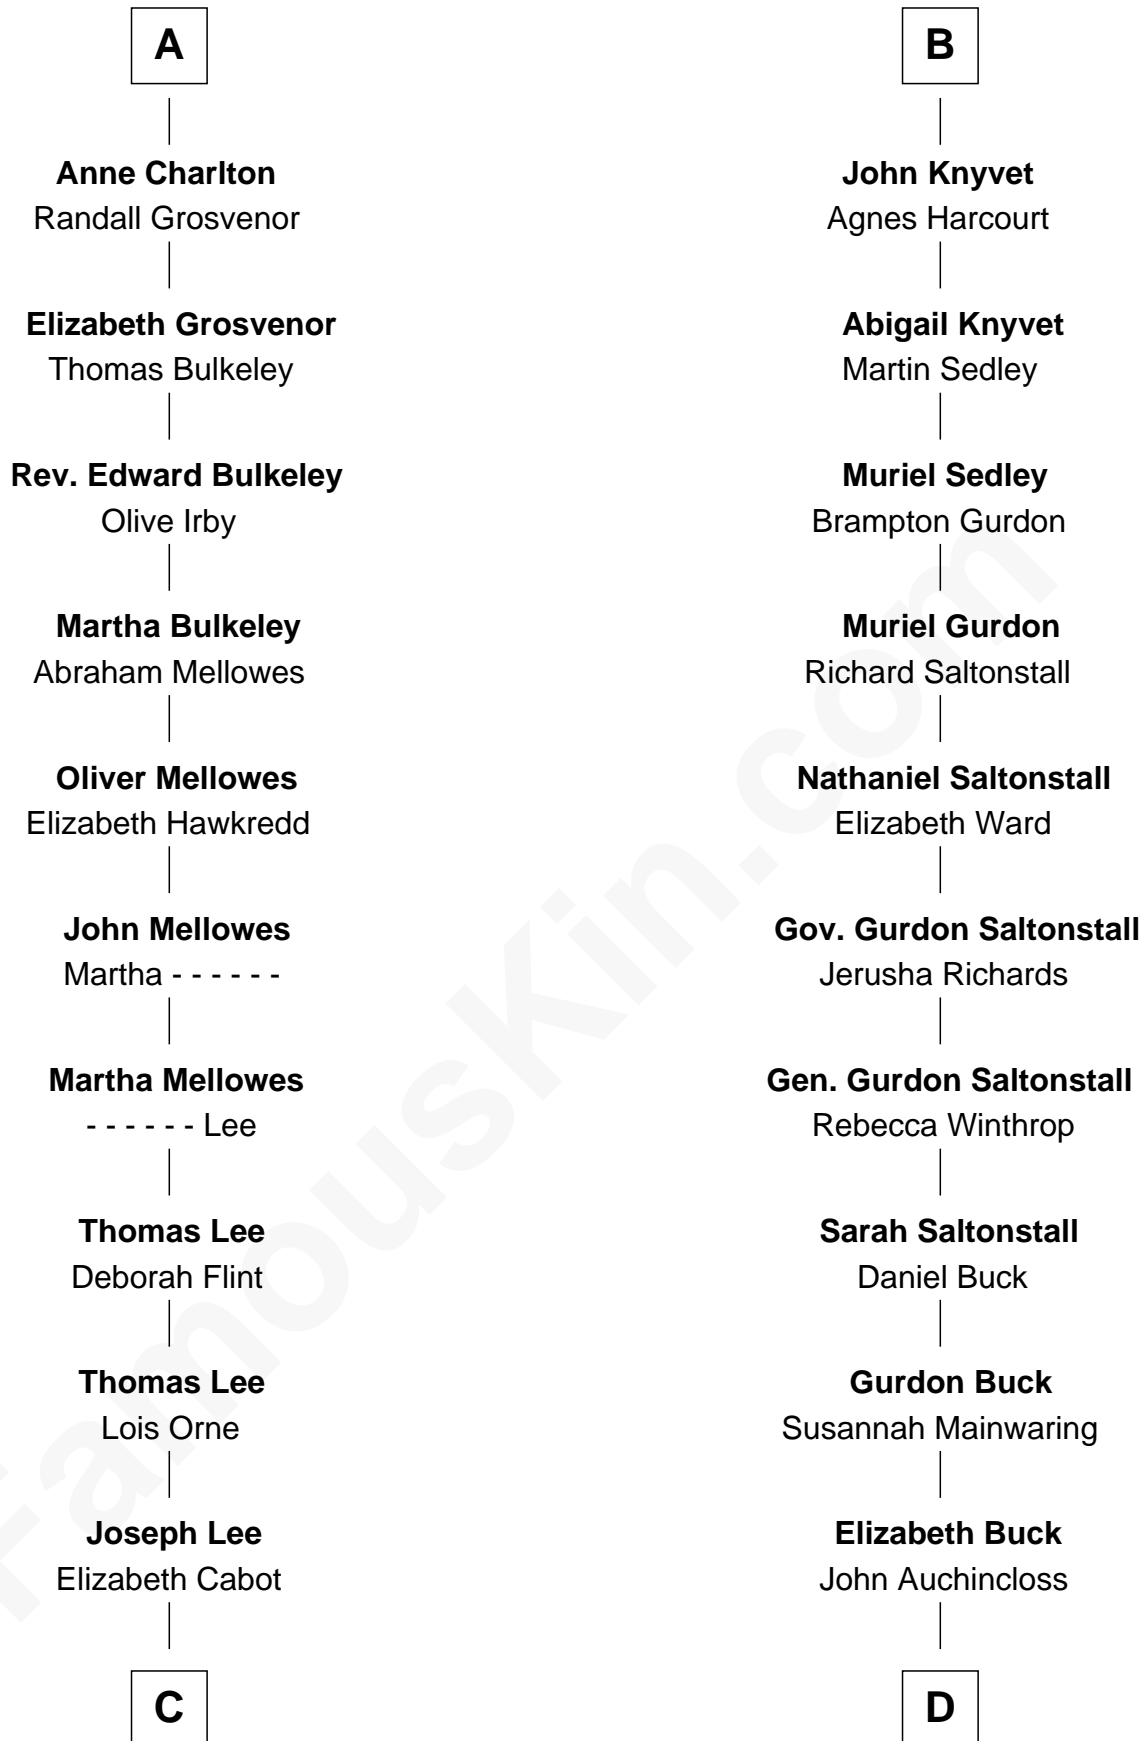 A
Anne Charlton
Randall Grosvenor
Elizabeth Grosvenor
Thomas Bulkeley
Rev. Edward Bulkeley
Olive Irby
Martha Bulkeley
Abraham Mellowes
Oliver Mellowes
Elizabeth Hawkredd
John Mellowes
Martha - - - - - -
Martha Mellowes
- - - - - - Lee
Thomas Lee
Deborah Flint
Thomas Lee
Lois Orne
Joseph Lee
Elizabeth Cabot
C
B
John Knyvet
Agnes Harcourt
Abigail Knyvet
Martin Sedley
Muriel Sedley
Brampton Gurdon
Muriel Gurdon
Richard Saltonstall
Nathaniel Saltonstall
Elizabeth Ward
Gov. Gurdon Saltonstall
Jerusha Richards
Gen. Gurdon Saltonstall
Rebecca Winthrop
Sarah Saltonstall
Daniel Buck
Gurdon Buck
Susannah Mainwaring
Elizabeth Buck
John Auchincloss
D
FamousKin.com